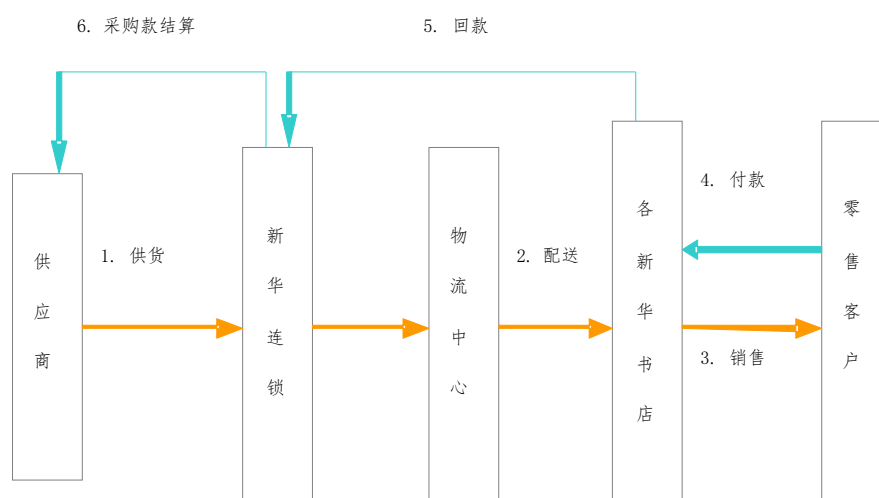 6. 采购款结算
5. 回款
供应商
1. 供货
新华连锁
物流中心
2. 配送
各新华书店
4. 付款
3. 销售
零售客户